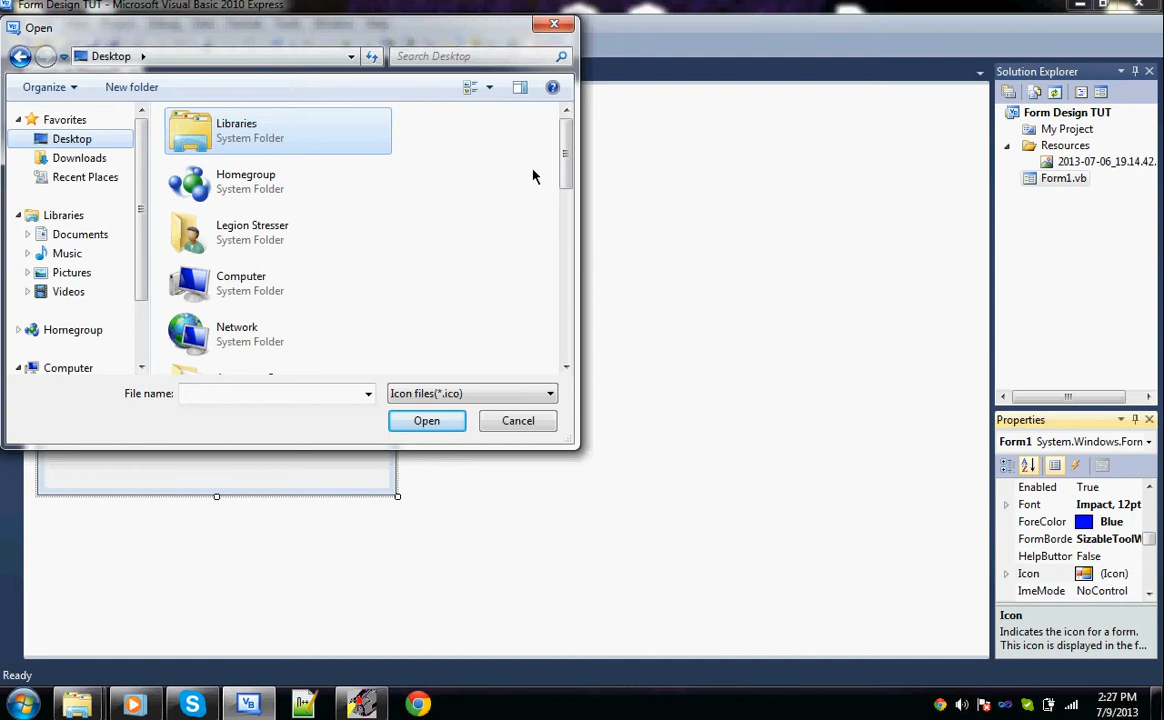 Form Design TUT - Microsoft Visual Basic 2010 Express
Open
Desktop
Search Desktop
Organize
New folder
Favorites
Desktop
Downloads
Recent Places
Libraries
Documents
Music
Pictures
Videos
Homegroup
Computer
Libraries
System Folder
Homegroup
System Folder
Legion Stresser
System Folder
Computer
System Folder
Network
System Folder
File name:
Icon files(*.ico)
Open
Cancel
Solution Explorer
Form Design TUT
My Project
Resources
2013-07-06_19.14.42.
Form1.vb
Properties
Form1 System.Windows.Forn
Enabled True
Font Impact, 12pt
ForeColor Blue
FormBorde SizableToolW
HelpButtor False
Icon (Icon)
ImeMode NoControl
Icon
Indicates the icon for a form.
This icon is displayed in the f...
Ready
2:27 PM
7/9/2013